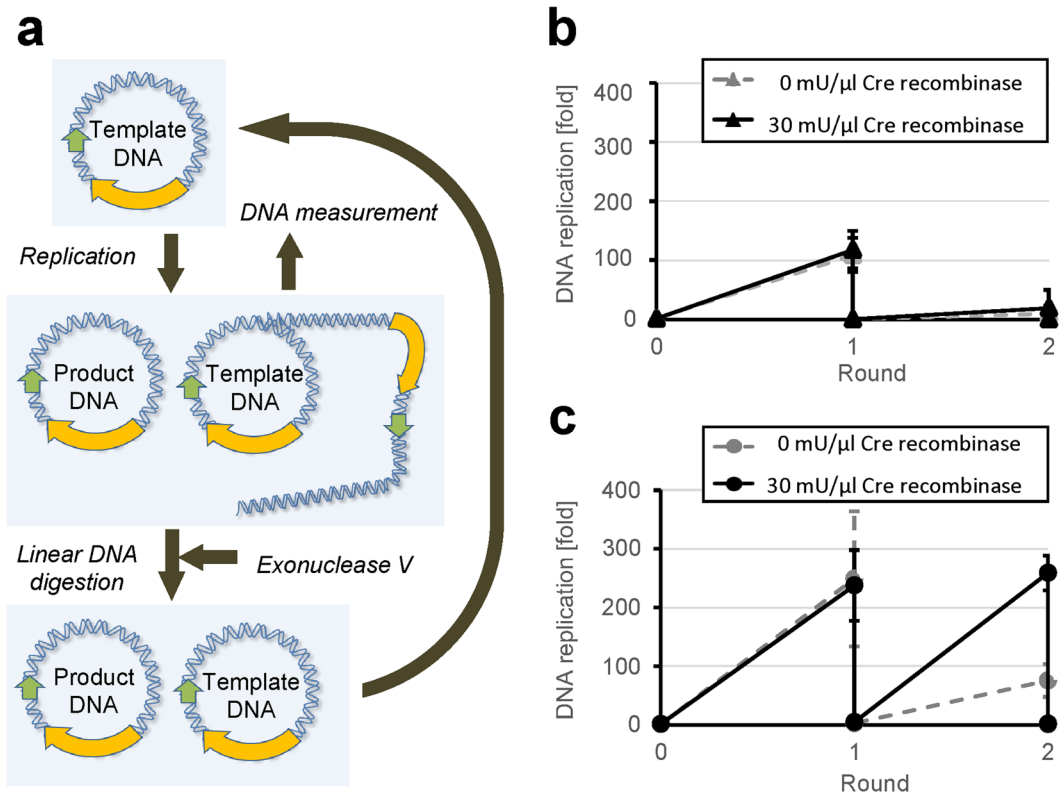 a
Template
DNA
Replication
DNA measurement
Product
DNA
Template
DNA
Linear DNA
digestion
Exonuclease V
Product
DNA
Template
DNA
b
0 mU/µl Cre recombinase
30 mU/µl Cre recombinase
DNA replication [fold]
400
300
200
100
0
0
1
2
Round
c
0 mU/µl Cre recombinase
30 mU/µl Cre recombinase
DNA replication [fold]
400
300
200
100
0
0
1
2
Round